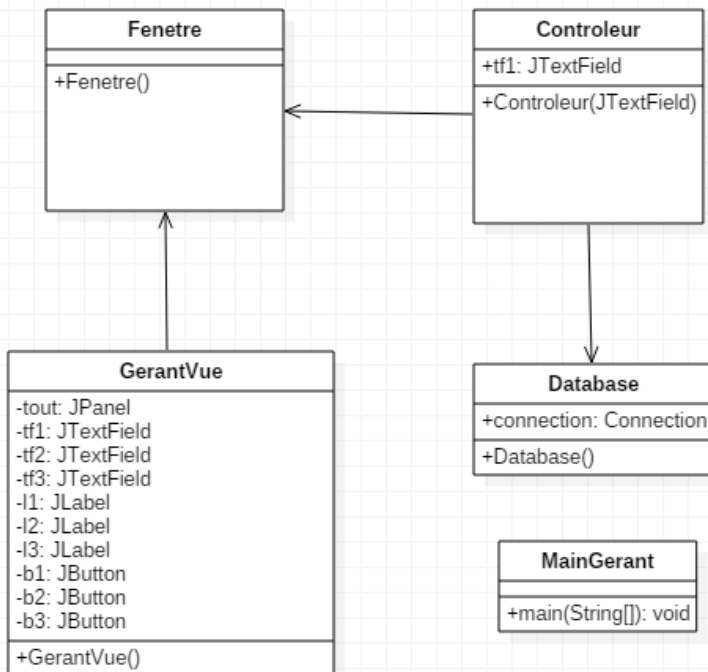 Fenetre
+Fenetre()
Controleur
+tf1: JTextField
+Controleur(JTextField)
GerantVue
-tout: JPanel
-tf1: JTextField
-tf2: JTextField
-tf3: JTextField
-l1: JLabel
-l2: JLabel
-l3: JLabel
-b1: JButton
-b2: JButton
-b3: JButton
+GerantVue()
Database
+connection: Connection
+Database()
MainGerant
+main(String[]): void